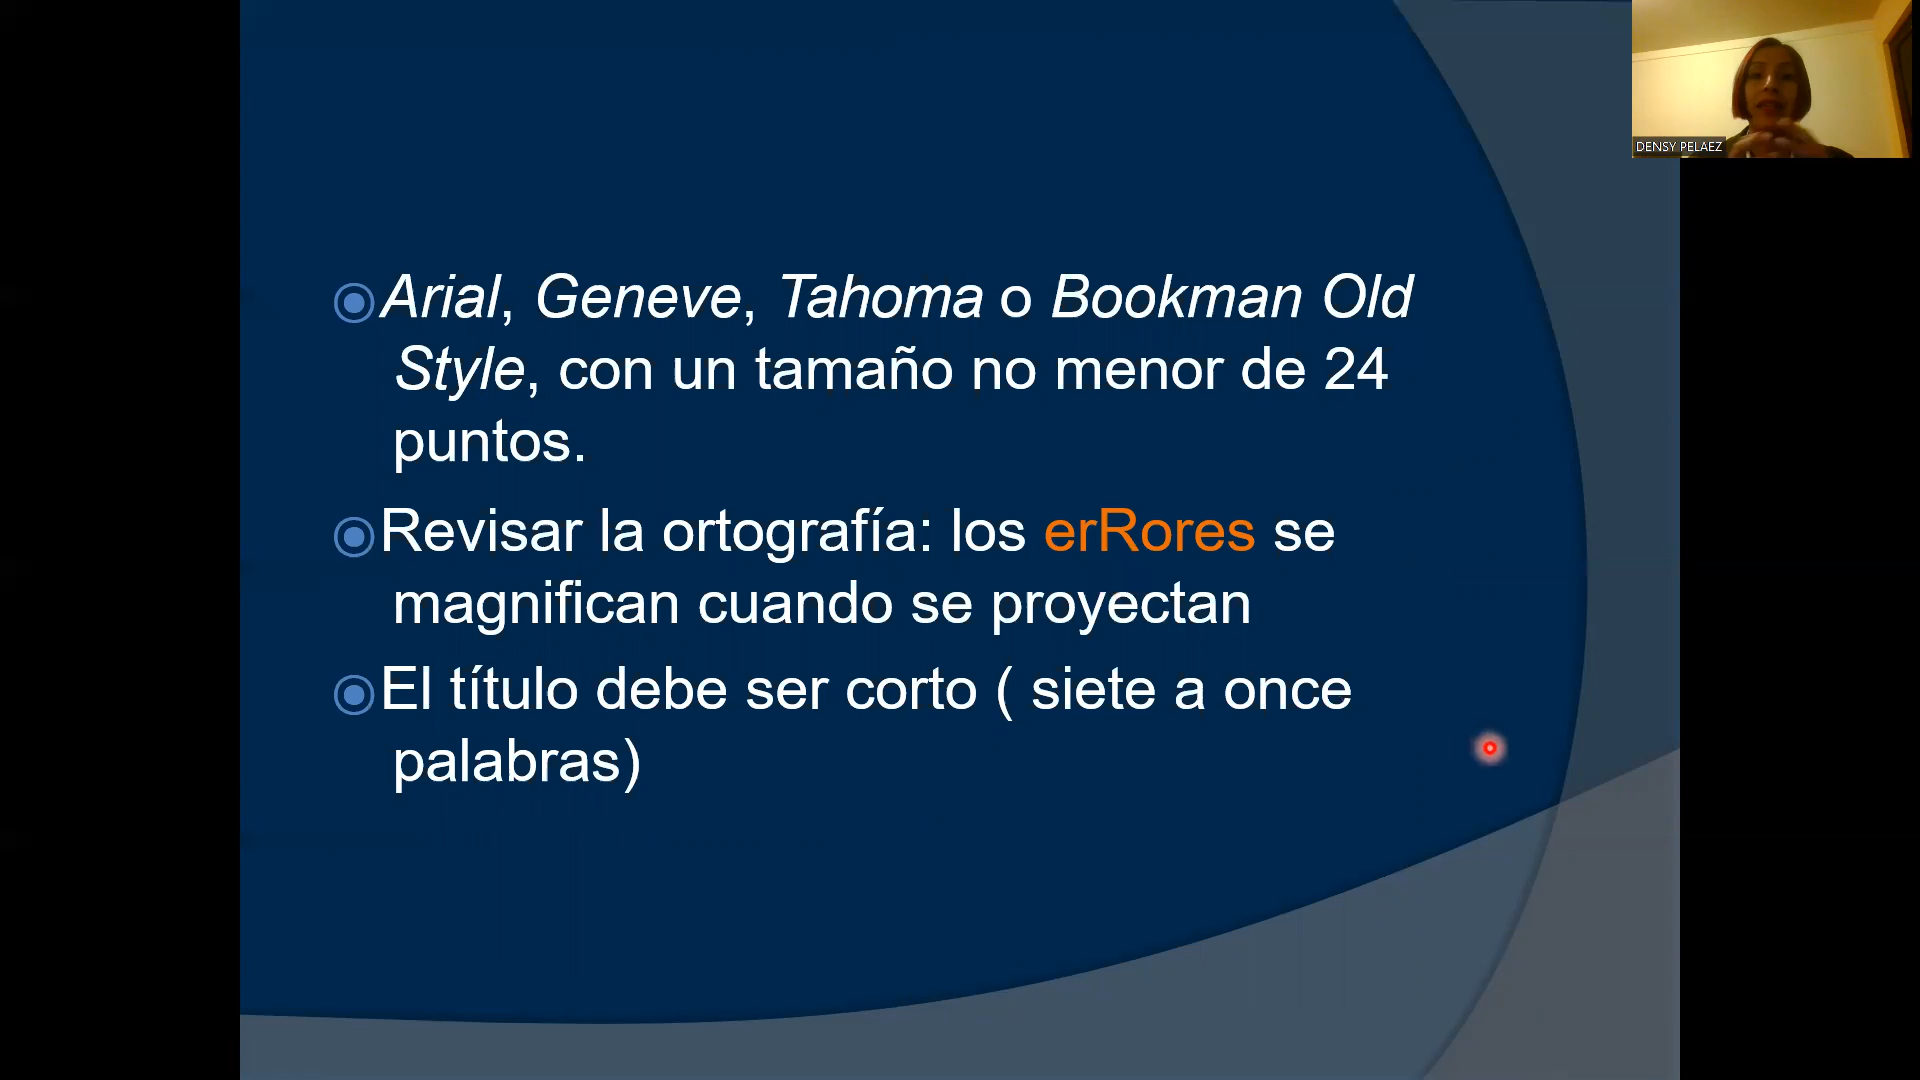 DENSY PELAEZ
Arial, Geneve, Tahoma o Bookman Old
Style, con un tamaño no menor de 24
puntos.
Revisar la ortografía: los erRores se
magnifican cuando se proyectan
El título debe ser corto ( siete a once
palabras)